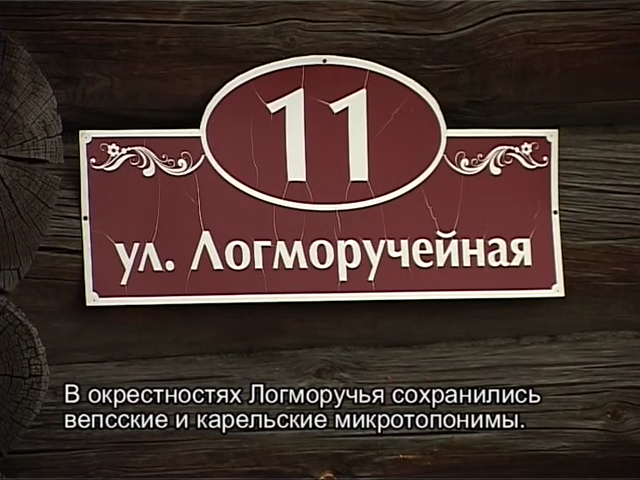 11
ул. Логморучейная
В окрестностях Логморучья сохранились
вепсские и карельские микротопонимы.